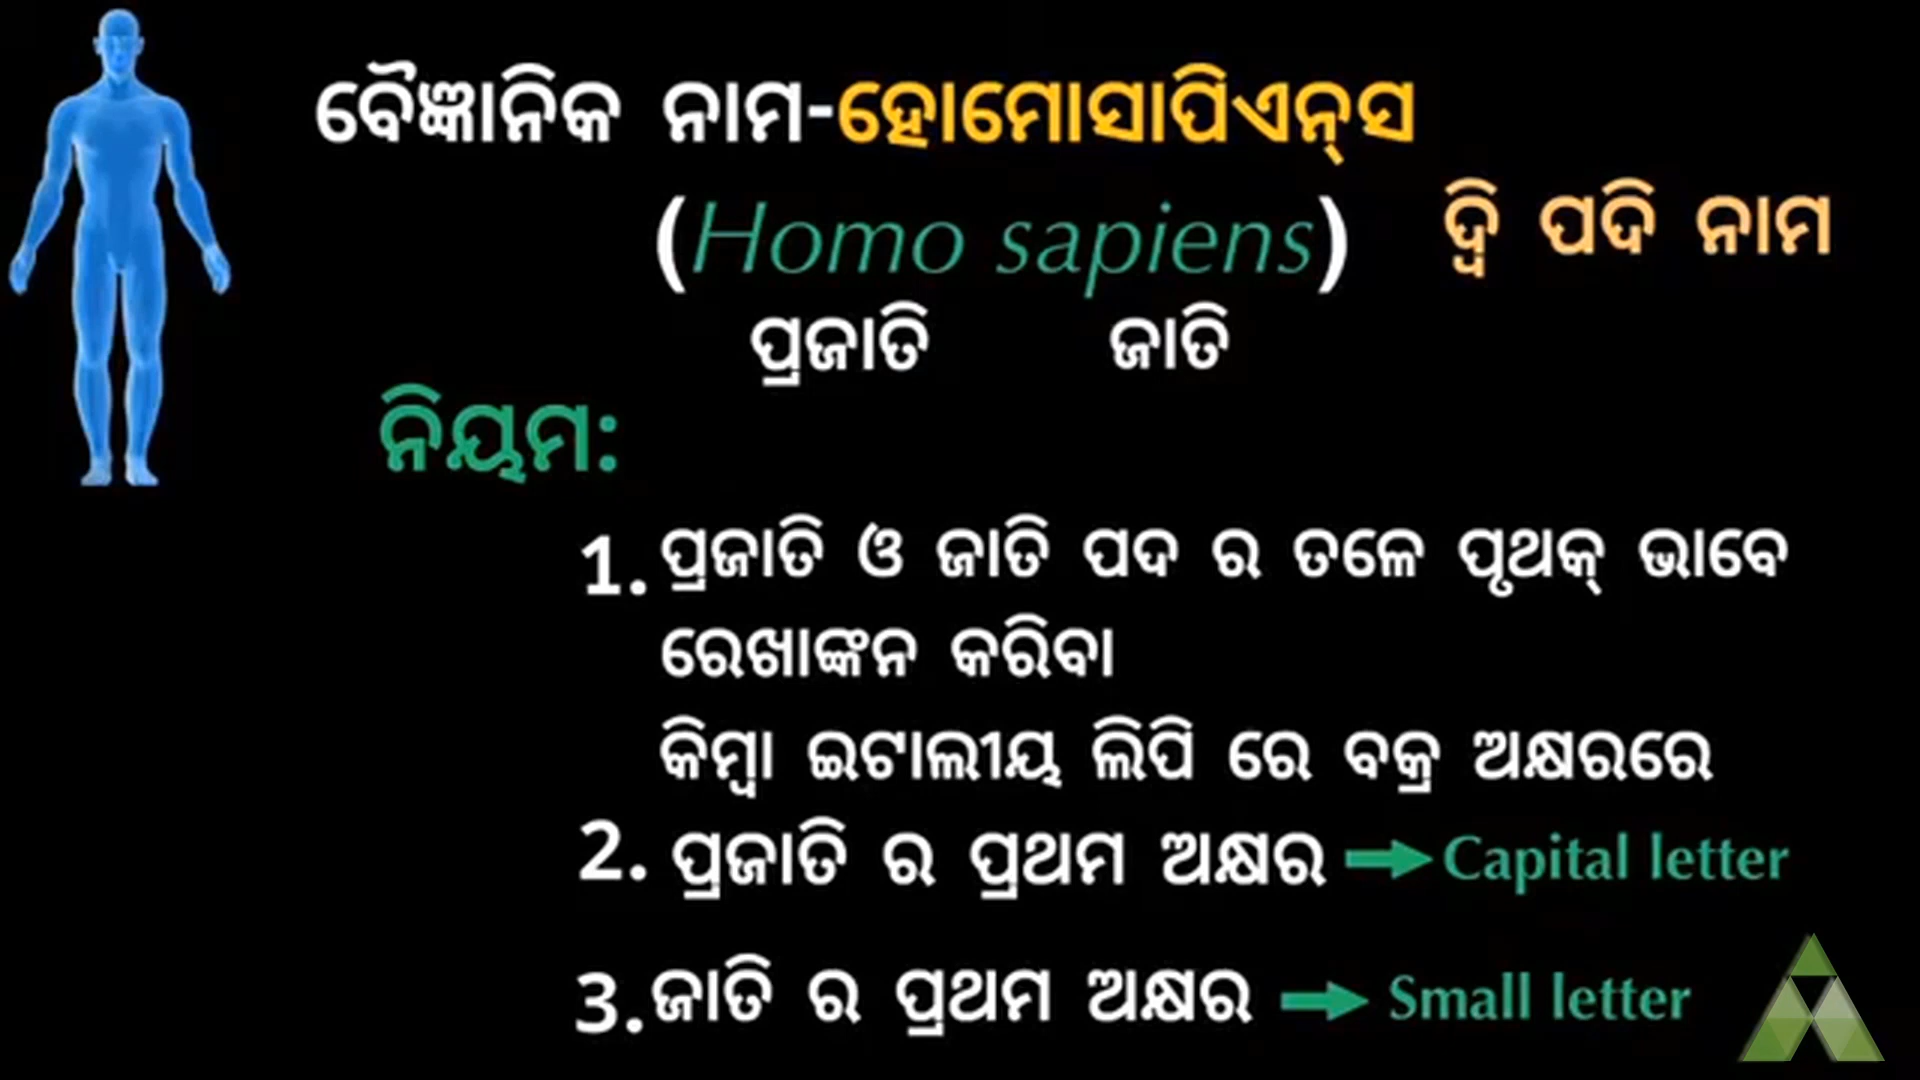 ବୈଜ୍ଞାନିକ ନାମ-ହୋମୋସାପିଏନ୍ସ
(Homo sapiens) ଦ୍ୱି ପଦି ନାମ
ପ୍ରଜାତି ଜାତି
ନିୟମଃ
1. ପ୍ରଜାତି ଓ ଜାତି ପଦ ର ତଳେ ପୃଥକ୍ ଭାବେ
ରେଖାଙ୍କନ କରିବା
କିମ୍ବା ଇଟାଲୀୟ ଲିପି ରେ ବକ୍ର ଅକ୍ଷରରେ
2. ପ୍ରଜାତି ର ପ୍ରଥମ ଅକ୍ଷର → Capital letter
3. ଜାତି ର ପ୍ରଥମ ଅକ୍ଷର → Small letter